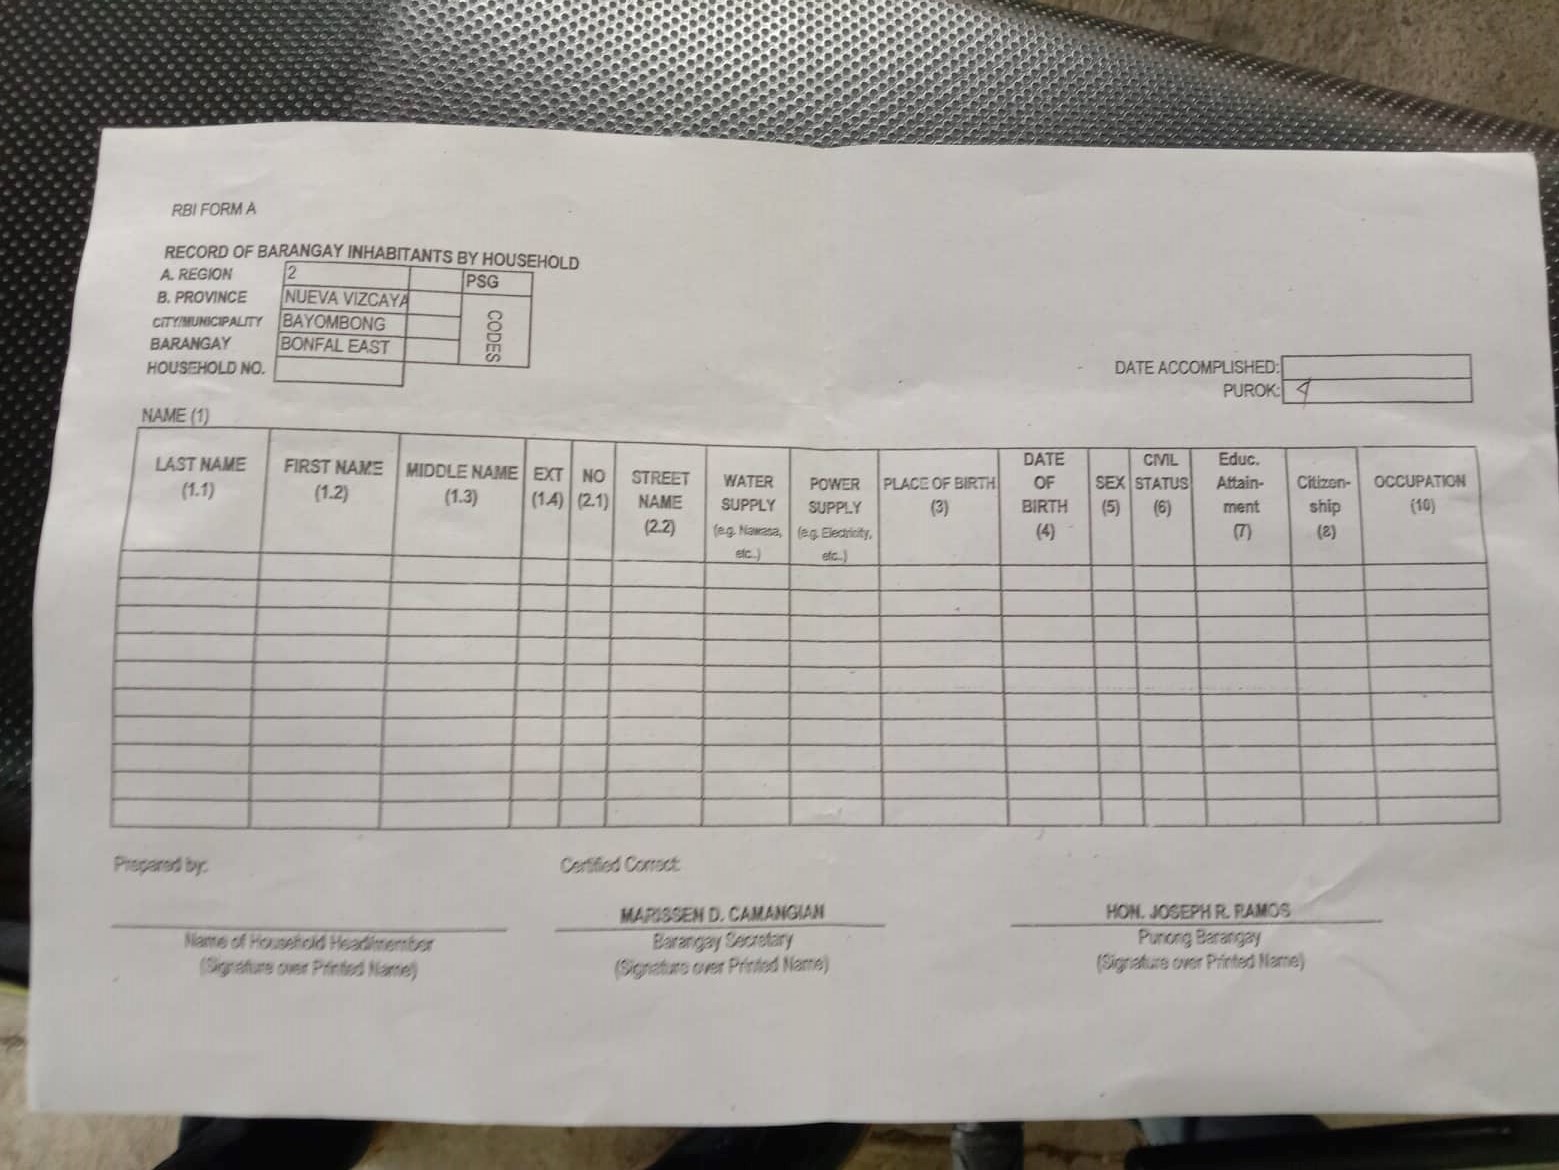 RBI FORM A
RECORD OF BARANGAY INHABITANTS BY HOUSEHOLD
A. REGION 2 PSG
B. PROVINCE NUEVA VIZCAYA
CITY/MUNICIPALITY BAYOMBONG CODES
BARANGAY BONFAL EAST
HOUSEHOLD NO.
DATE ACCOMPLISHED:
PUROK: 4
NAME (1)
LAST NAME (1.1)
FIRST NAME (1.2)
MIDDLE NAME (1.3)
EXT (1.4)
NO (2.1)
STREET NAME (2.2)
WATER SUPPLY (e.g. Nawasa, etc..)
POWER SUPPLY (e.g. Electricity, etc..)
PLACE OF BIRTH (3)
DATE OF BIRTH (4)
SEX (5)
CIVIL STATUS (6)
Educ. Attain-ment (7)
Citizen-ship (8)
OCCUPATION (10)
Prepared by: Certified Correct:
MARISSEN D. CAMANGIAN HON. JOSEPH R. RAMOS
Name of Household Head/member Barangay Secretary Punong Barangay
(Signature over Printed Name) (Signature over Printed Name) (Signature over Printed Name)